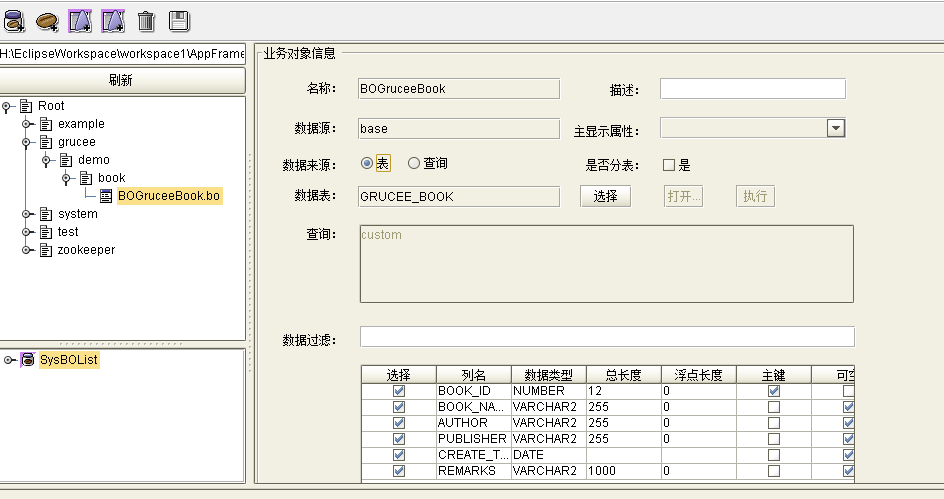 H:\EclipseWorkspace\workspace1\AppFrame
刷新
Root
example
grucee
demo
book
BOGruceeBook.bo
system
test
zookeeper
SysBOList
业务对象信息
名称： BOGruceeBook 描述：
数据源： base 主显示属性：
数据来源： 表 查询 是否分表： 是
数据表： GRUCEE_BOOK 选择 打开... 执行
查询： custom
数据过滤：
选择 列名 数据类型 总长度 浮点长度 主键
BOOK_ID NUMBER 12 0
BOOK_NA... VARCHAR2 255 0
AUTHOR VARCHAR2 255 0
PUBLISHER VARCHAR2 255 0
CREATE_T... DATE
REMARKS VARCHAR2 1000 0